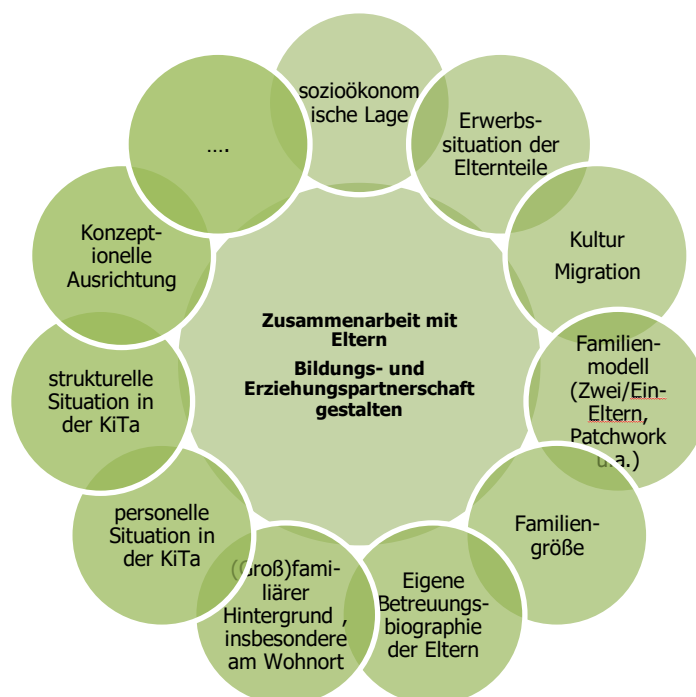 sozioökonom
ische Lage
Erwerbs-
situation der
Elternteile
Kultur
Migration
Familien-
modell
(Zwei/Ein-
Eltern,
Patchwork
u.a.)
Familien-
größe
Eigene
Betreuungs-
biographie
der Eltern
(Groß)fami-
liärer
Hintergrund ,
insbesondere
am Wohnort
personelle
Situation in
der KiTa
strukturelle
Situation in
der KiTa
Konzept-
ionelle
Ausrichtung
....
Zusammenarbeit mit
Eltern
Bildungs- und
Erziehungspartnerschaft
gestalten